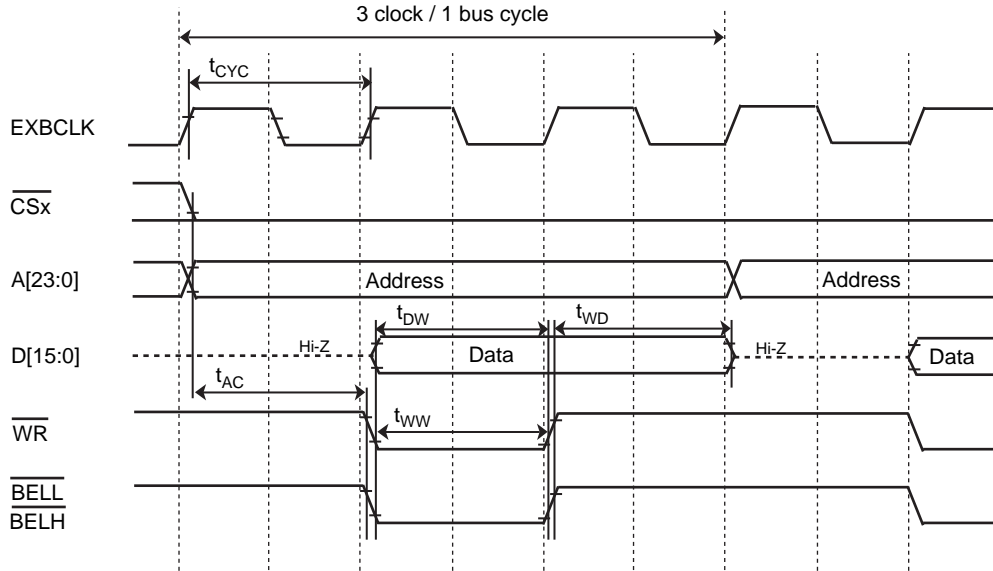 3 clock / 1 bus cycle
tCYC
EXBCLK
CSx
A[23:0]
Address
Address
tDW
tWD
D[15:0]
Hi-Z
Data
Hi-Z
Data
tAC
WR
tWW
BELL
BELH